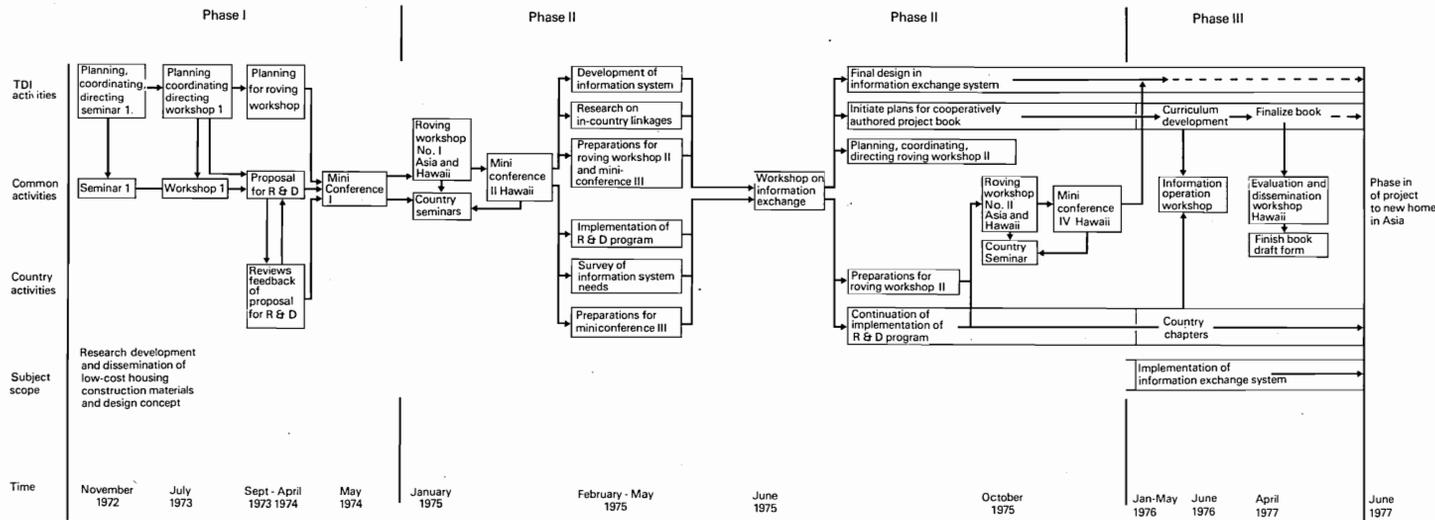 Phase I
Phase II
Phase II
Phase III
TDI
activities
Planning,
coordinating,
directing
seminar 1.
Planning
coordinating
directing
workshop 1
Planning
for roving
workshop
Common
activities
Seminar 1
Workshop 1
Proposal
for R & D
Mini
Conference
I
Country
activities
Reviews
feedback
of
proposal
for R & D
Roving
workshop
No. I
Asia and
Hawaii
Country
seminars
Mini
conference
II Hawaii
Development of
information system
Research on
in-country linkages
Preparations for
roving workshop II
and mini-
conference III
Implementation of
R & D program
Survey of
information system
needs
Preparations for
miniconference III
Workshop on
information
exchange
Final design in
information exchange system
Initiate plans for cooperatively
authored project book
Curriculum
development
Finalize book
Planning, coordinating,
directing roving workshop II
Roving
workshop
No. II
Asia and
Hawaii
Country
Seminar
Mini
conference
IV Hawaii
Information
operation
workshop
Evaluation and
dissemination
workshop
Hawaii
Finish book
draft form
Phase in
of project
to new home
in Asia
Preparations for
roving workshop II
Continuation of
implementation of
R & D program
Country
chapters
Subject
scope
Research development
and dissemination of
low-cost housing
construction materials
and design concept
Implementation of
information exchange system
Time
November
1972
July
1973
Sept - April
1973 1974
May
1974
January
1975
February - May
1975
June
1975
October
1975
Jan-May
1976
June
1976
April
1977
June
1977